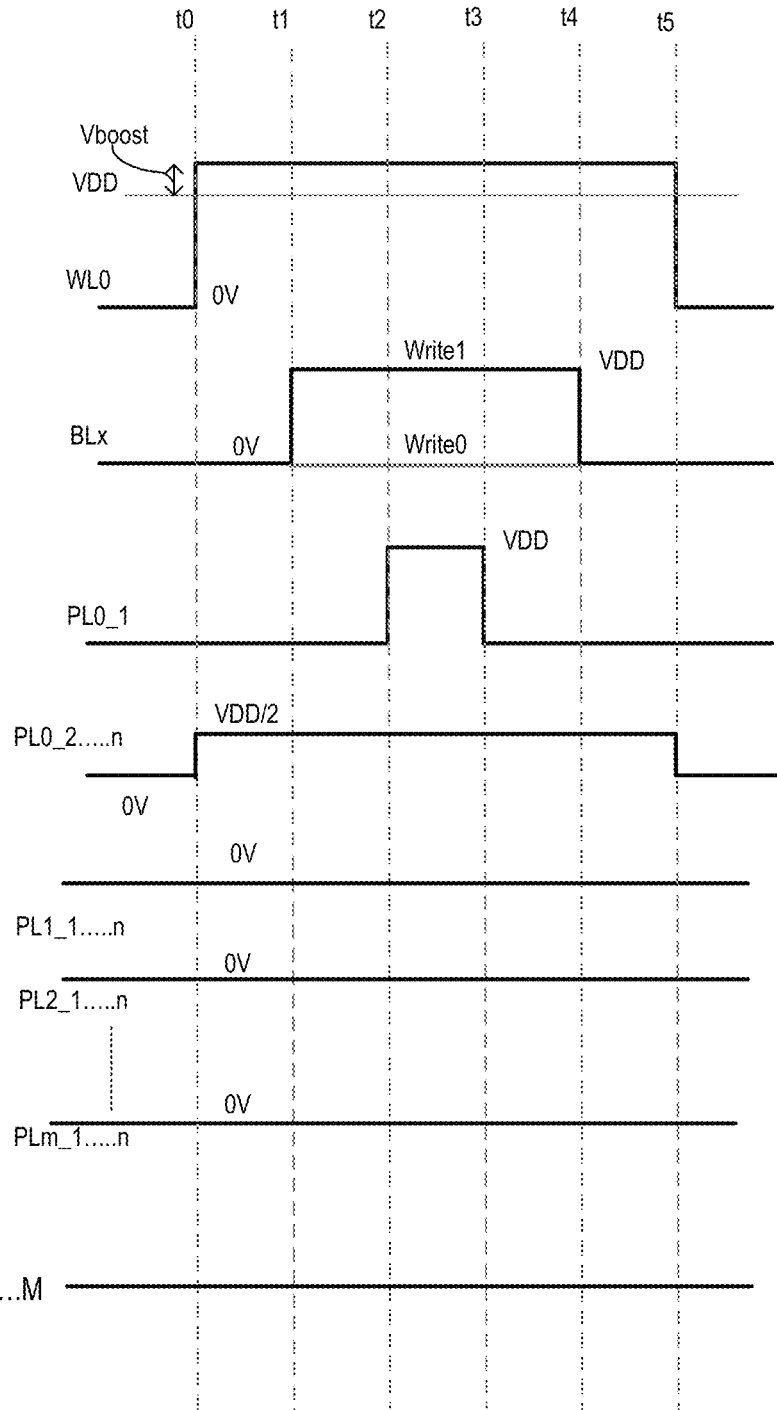 t0 t1 t2 t3 t4 t5
Vboost
VDD
WL0
0V
Write1 VDD
BLx
0V Write0
VDD
PL0_1
VDD/2
PL0_2.....n
0V
0V
PL1_1.....n
0V
PL2_1.....n
0V
PLm_1.....n
...M